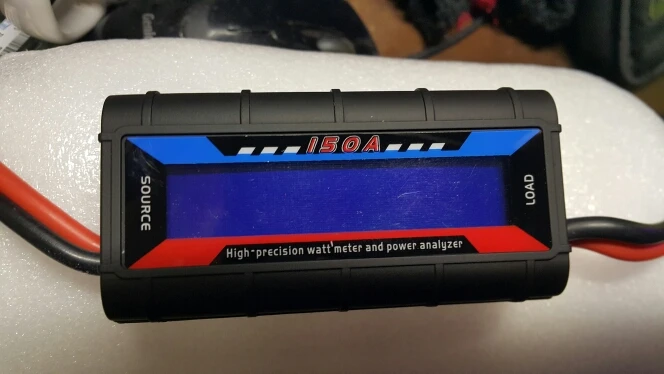 150A
SOURCE
LOAD
High-precision watt meter and power analyzer